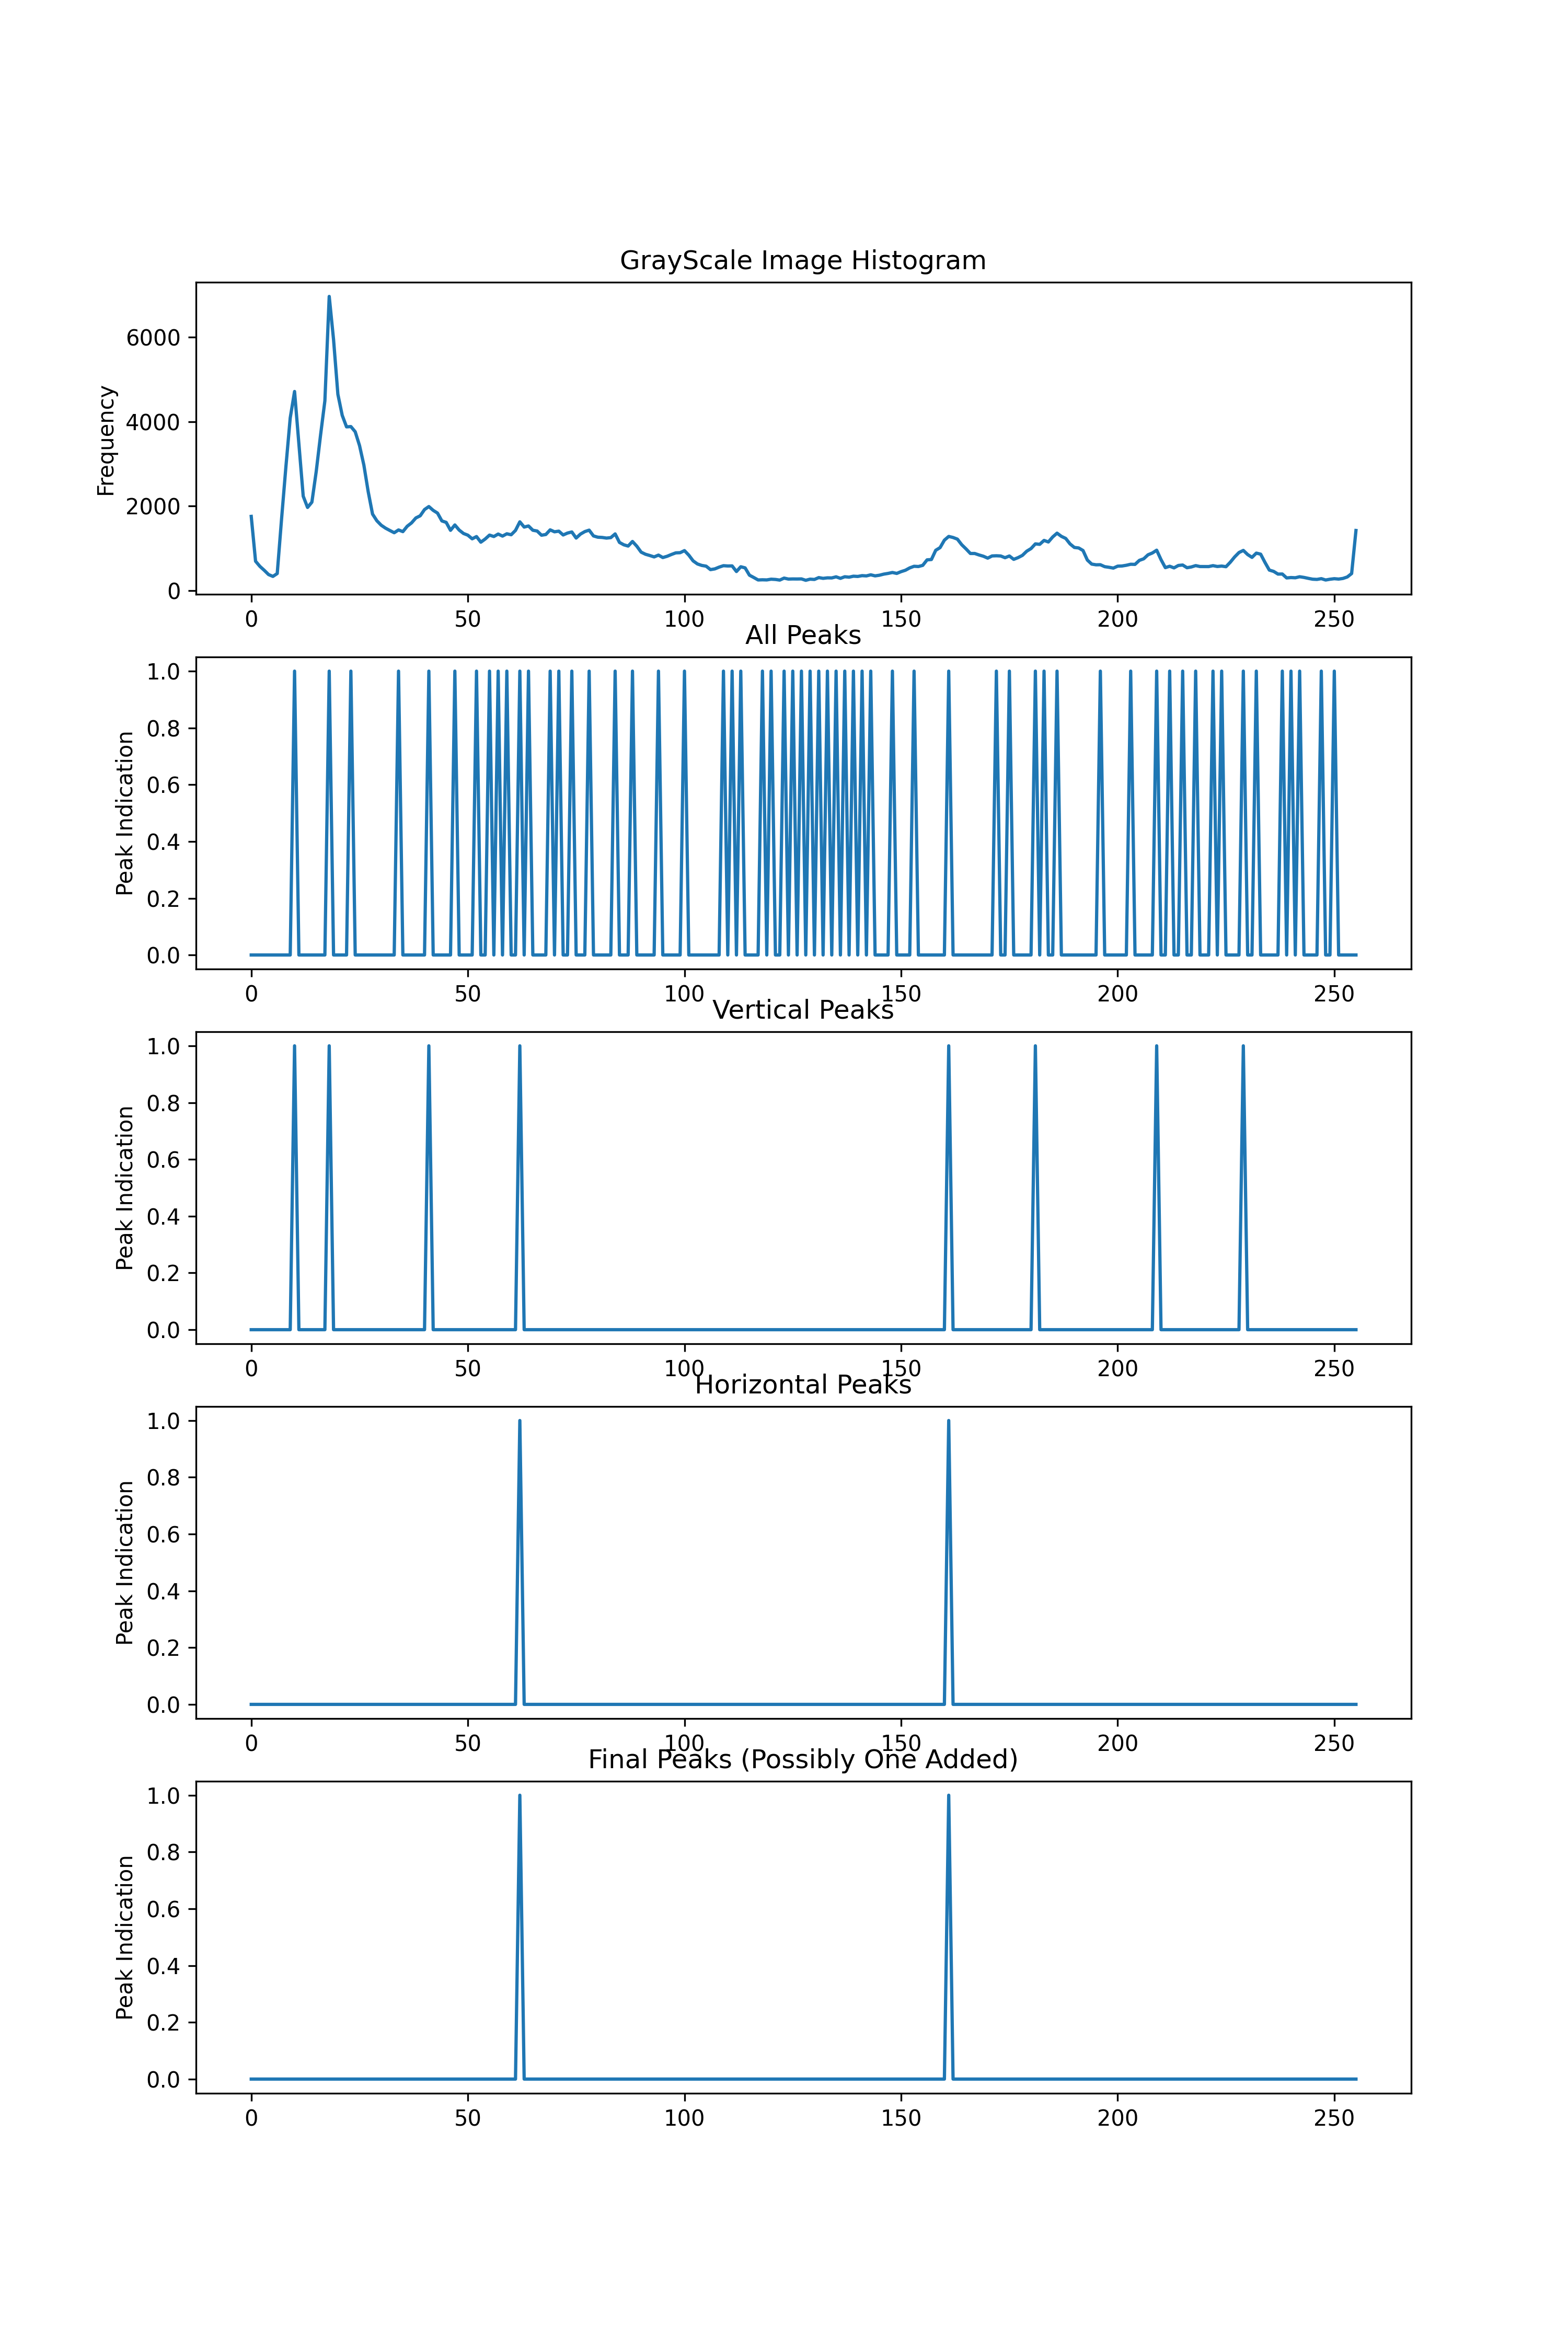 GrayScale Image Histogram
Frequency
6000
4000
2000
0
0 50 100 150 200 250
All Peaks
Peak Indication
1.0
0.8
0.6
0.4
0.2
0.0
0 50 100 150 200 250
Vertical Peaks
Peak Indication
1.0
0.8
0.6
0.4
0.2
0.0
0 50 100 150 200 250
Horizontal Peaks
Peak Indication
1.0
0.8
0.6
0.4
0.2
0.0
0 50 100 150 200 250
Final Peaks (Possibly One Added)
Peak Indication
1.0
0.8
0.6
0.4
0.2
0.0
0 50 100 150 200 250